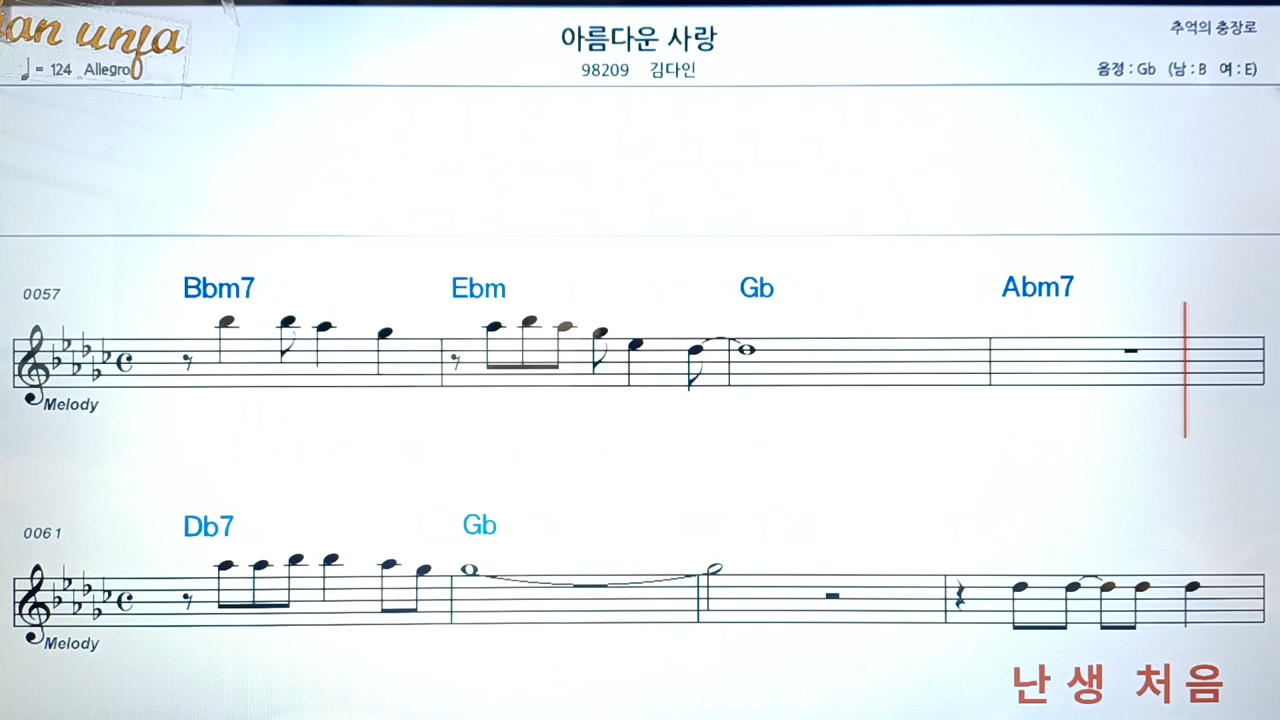 an unja
아름다운 사랑
추억의 충장로
♩ = 124 Allegro
98209 김다인
음정 : Gb (남 : B 여 : E)
0057
Bbm7 Ebm Gb Abm7
Melody
0061
Db7 Gb
Melody
난 생 처 음